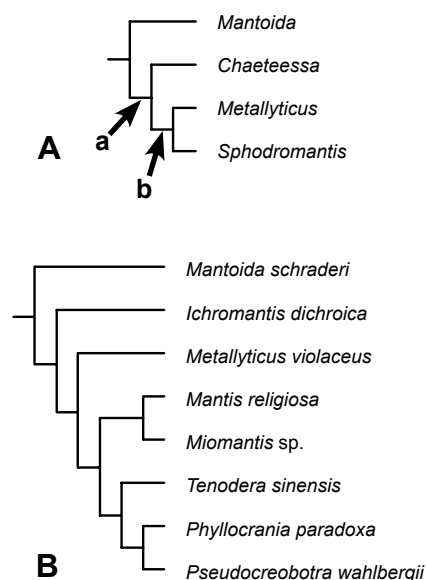 Mantoida
Chaeteessa
Metallyticus
Sphodromantis
A
a
b
Mantoida schraderi
Ichromantis dichroica
Metallyticus violaceus
Mantis religiosa
Miomantis sp.
Tenodera sinensis
Phyllocrania paradoxa
Pseudocreobotra wahlbergii
B